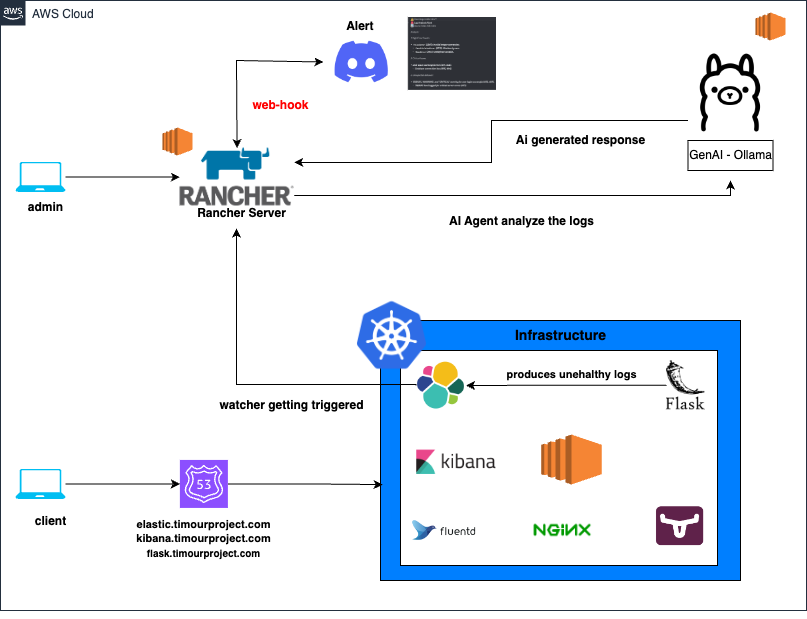 aws
AWS Cloud
Alert
web-hook
Ai generated response
GenAI - Ollama
RANCHER
Rancher Server
admin
AI Agent analyze the logs
Infrastructure
produces unehealthy logs
Flask
watcher getting triggered
kibana
53
client
elastic.timourproject.com
kibana.timourproject.com
flask.timourproject.com
fluentd
NGINX